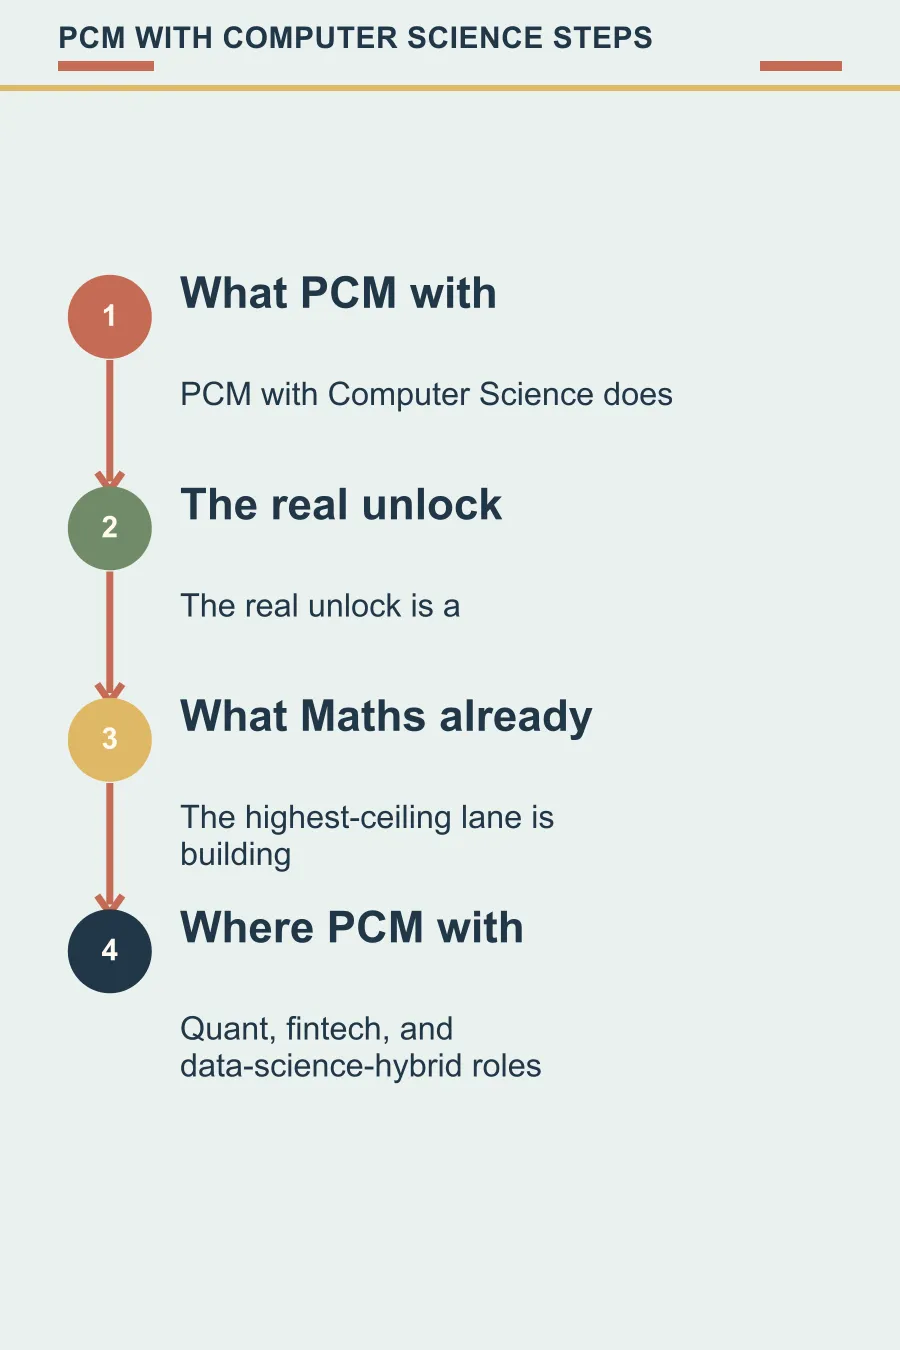 PCM WITH COMPUTER SCIENCE STEPS
1
What PCM with
PCM with Computer Science does
2
The real unlock
The real unlock is a
3
What Maths already
The highest-ceiling lane is
building
4
Where PCM with
Quant, fintech, and
data-science-hybrid roles